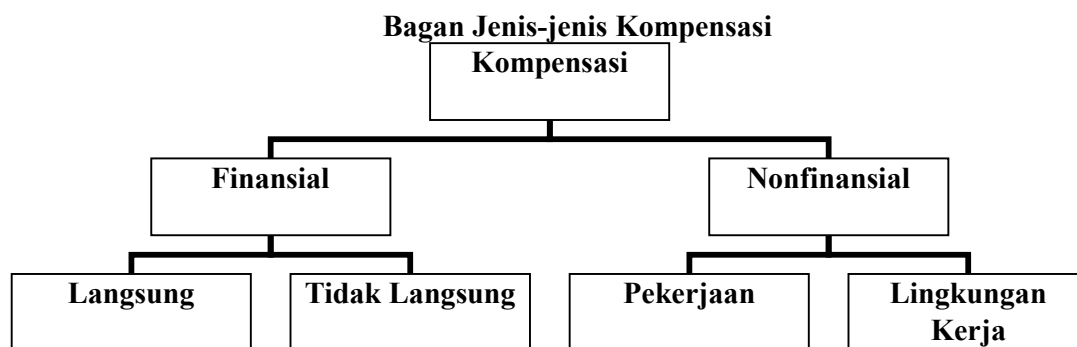 Bagan Jenis-jenis Kompensasi
Kompensasi
Finansial
Nonfinansial
Langsung
Tidak Langsung
Pekerjaan
Lingkungan
Kerja